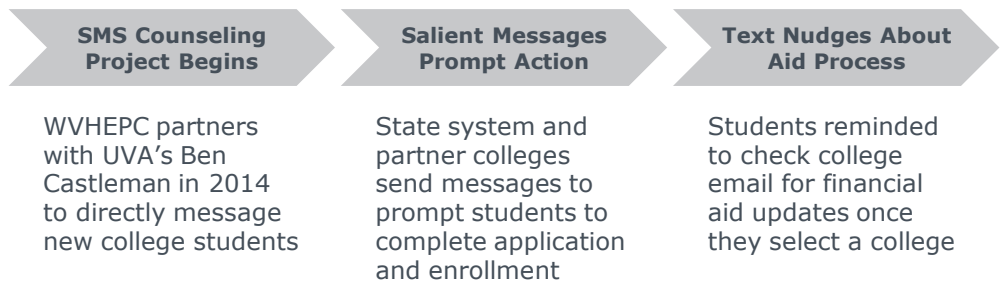 SMS Counseling
Project Begins
WVHEPC partners
with UVA's Ben
Castleman in 2014
to directly message
new college students
Salient Messages
Prompt Action
State system and
partner colleges
send messages to
prompt students to
complete application
and enrollment
Text Nudges About
Aid Process
Students reminded
to check college
email for financial
aid updates once
they select a college